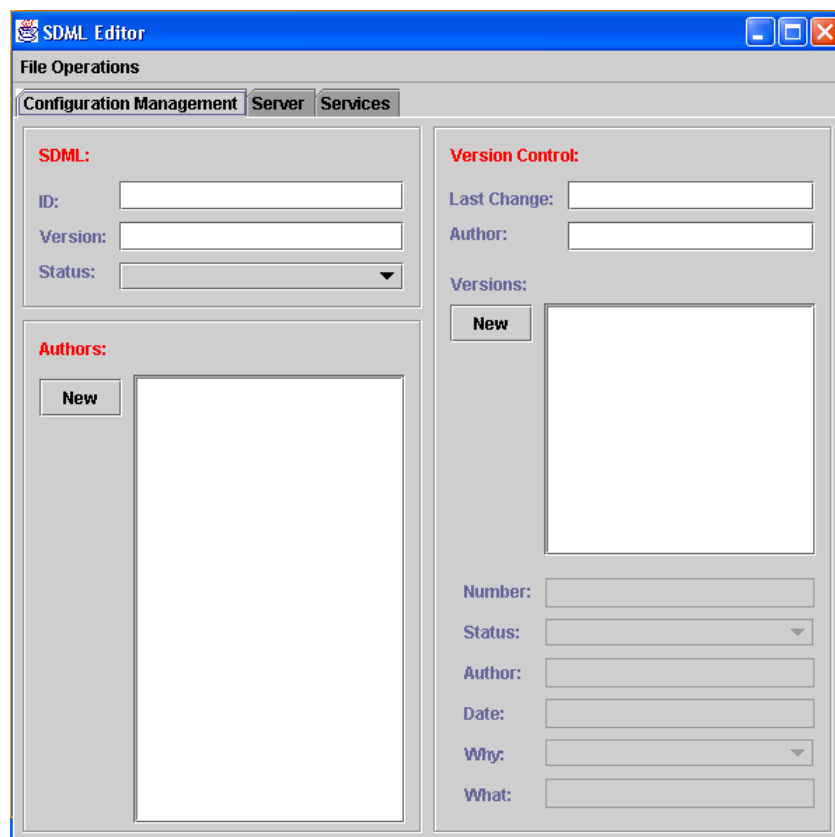 SDML Editor
File Operations
Configuration Management Server Services
SDML:
ID:
Version:
Status:
Authors:
New
Version Control:
Last Change:
Author:
Versions:
New
Number:
Status:
Author:
Date:
Why:
What: